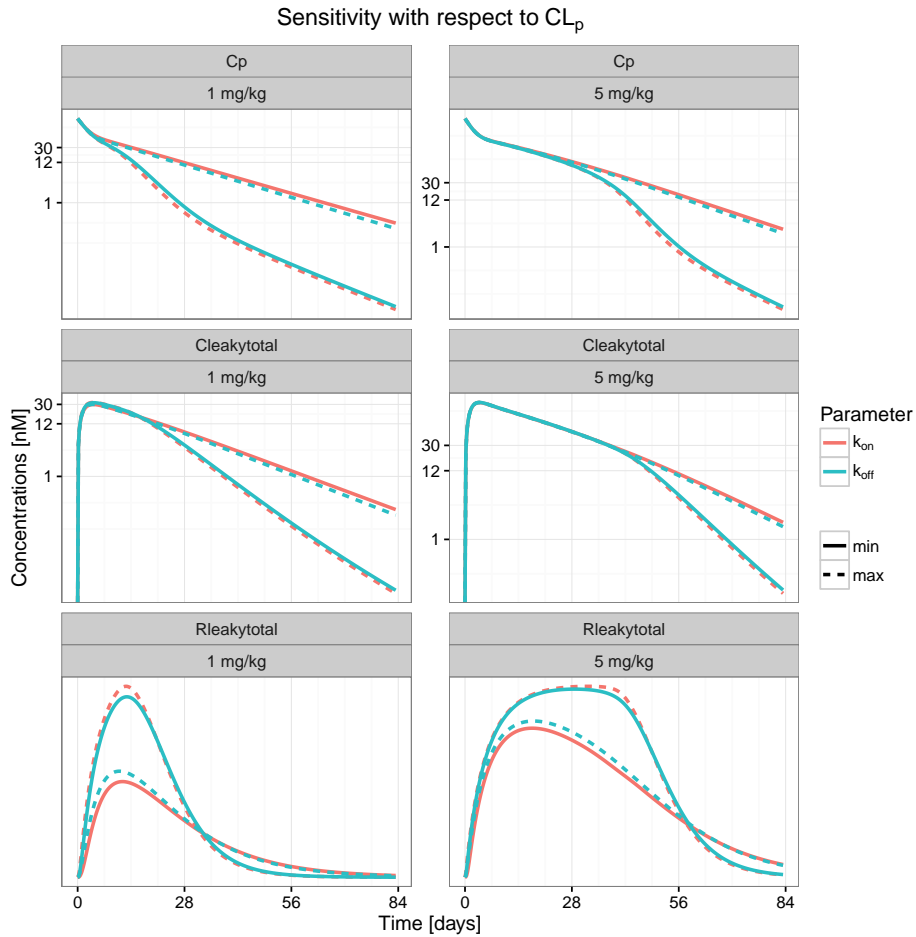 Sensitivity with respect to CLp
Cp
Cp
1 mg/kg
5 mg/kg
30
12
1
30
12
1
Cleakytotal
Cleakytotal
1 mg/kg
5 mg/kg
30
12
1
30
12
1
Concentrations [nM]
Parameter
kon
koff
min
max
Rleakytotal
Rleakytotal
1 mg/kg
5 mg/kg
0 28 56 84
0 28 56 84
Time [days]